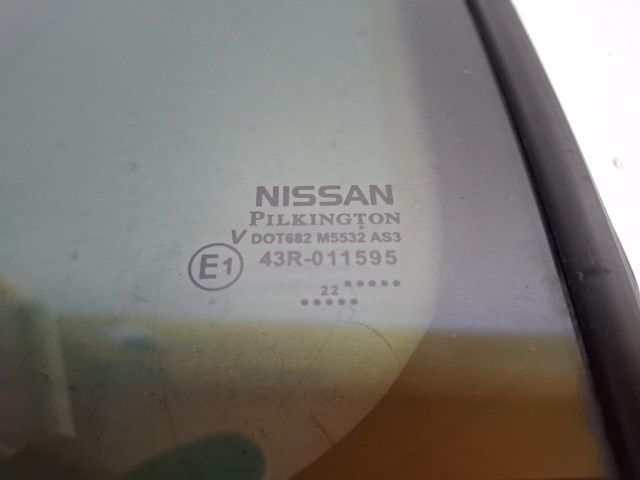 NISSAN
PILKINGTON
V DOT682 M5532 AS3
E1 43R-011595
•••••
22
•••••